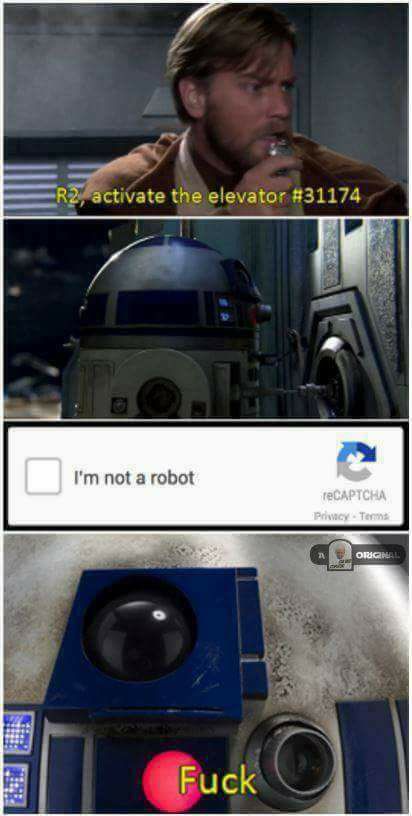 R2, activate the elevator #31174
I'm not a robot
reCAPTCHA
Privacy - Terms
ORIGINAL
Fuck